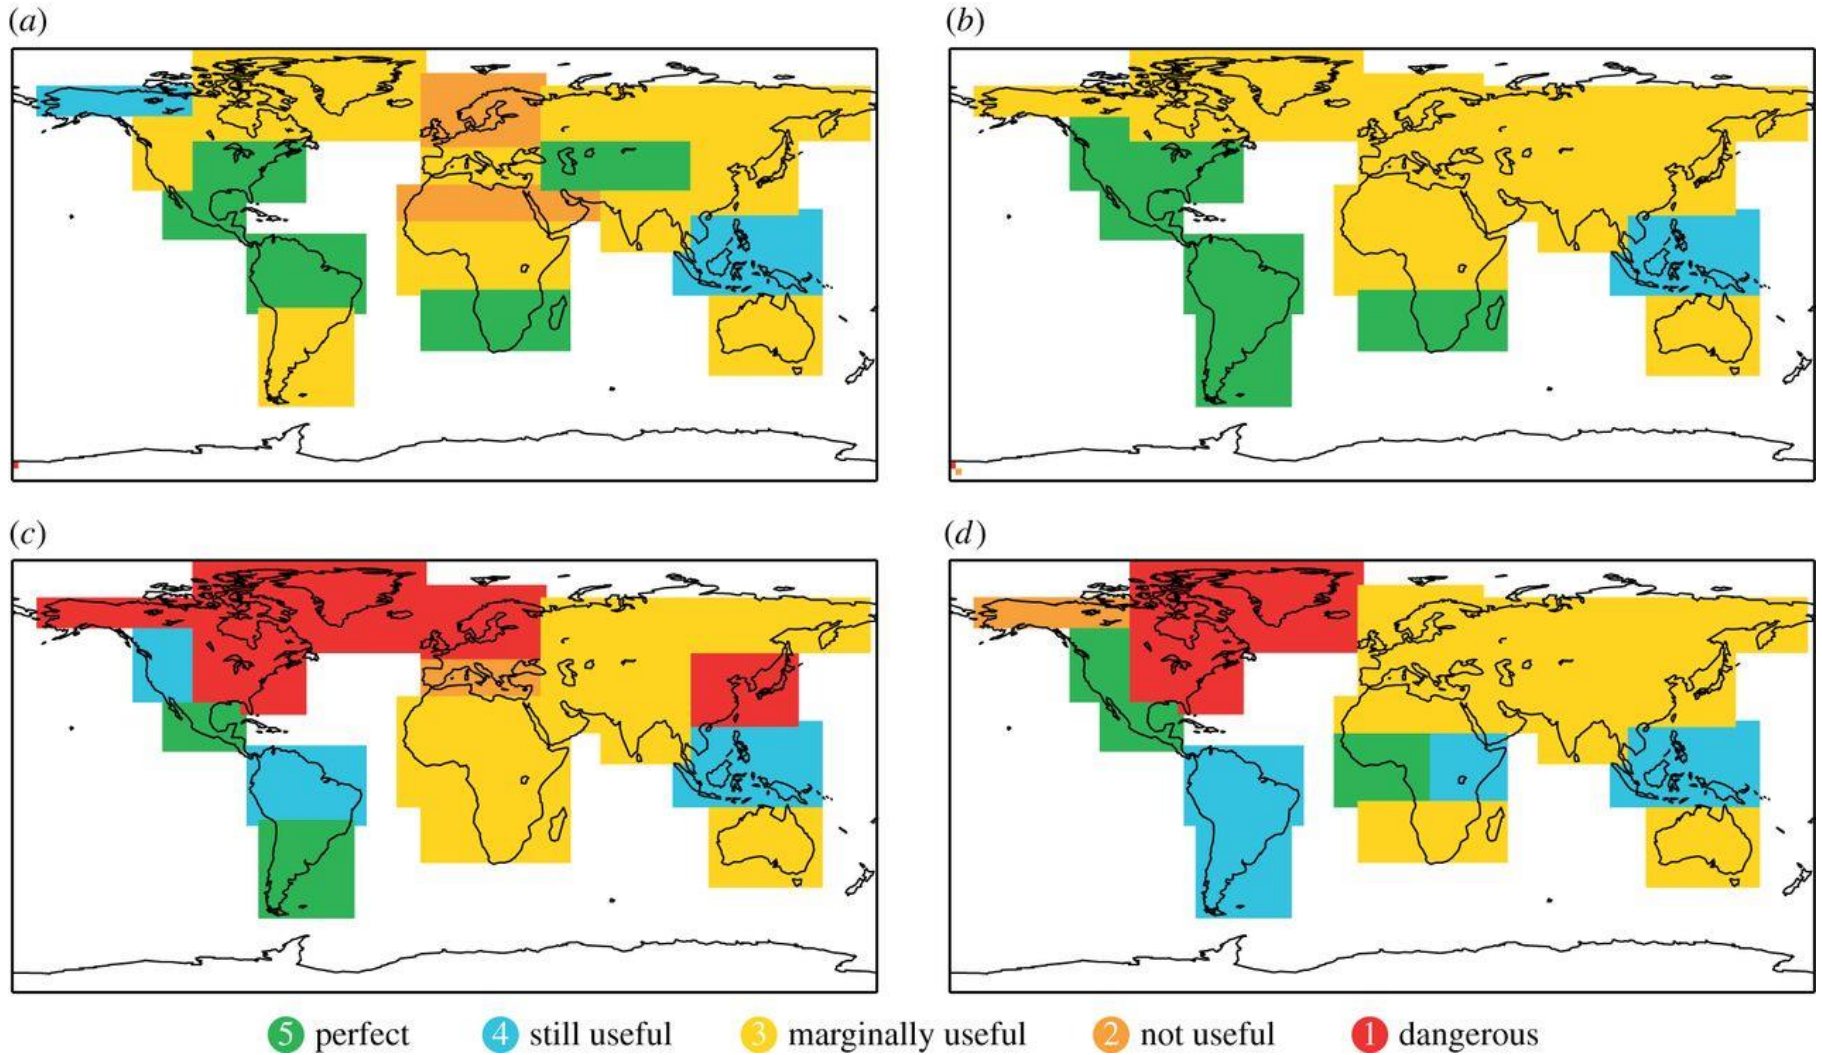 (a) (b)
(c) (d)
5 perfect 4 still useful 3 marginally useful 2 not useful 1 dangerous